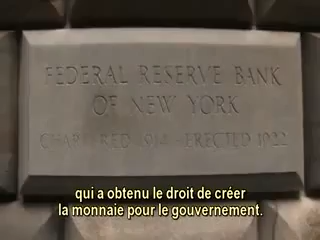 FEDERAL RESERVE BANK
OF NEW YORK
CHARTERED 1914 - ERECTED 1922
qui a obtenu le droit de créer
la monnaie pour le gouvernement.